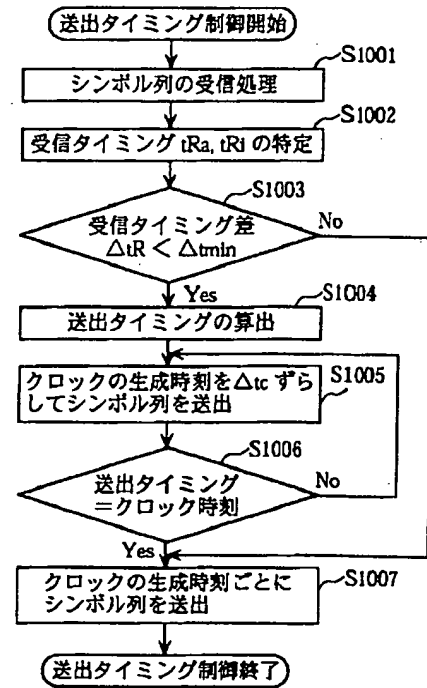 送出タイミング制御開始
S1001
シンボル列の受信処理
S1002
受信タイミング tRa, tRi の特定
S1003
受信タイミング差
△tR < △tmin
No
Yes
S1004
送出タイミングの算出
クロックの生成時刻を△tc ずら
してシンボル列を送出
S1005
S1006
送出タイミング
＝クロック時刻
No
Yes
クロックの生成時刻ごとに
シンボル列を送出
S1007
送出タイミング制御終了